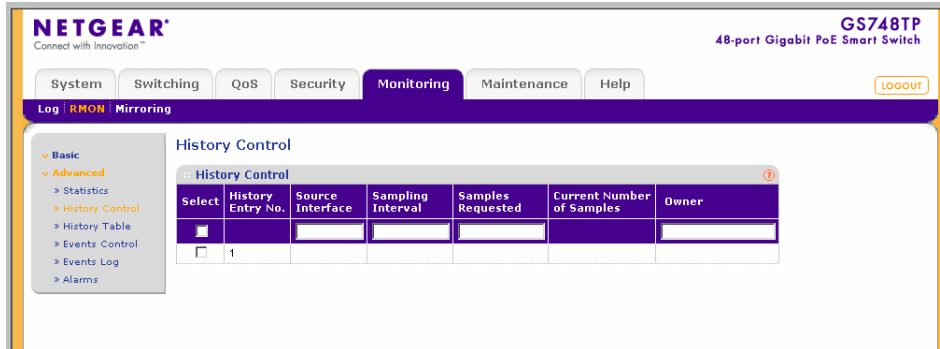 NETGEAR®
Connect with Innovation™
GS748TP
48-port Gigabit PoE Smart Switch
System Switching QoS Security Monitoring Maintenance Help
LOGOUT
Log RMON Mirroring
Basic
Advanced
» Statistics
» History Control
» History Table
» Events Control
» Events Log
» Alarms
History Control
:: History Control ?
Select History Entry No. Source Interface Sampling Interval Samples Requested Current Number of Samples Owner
1